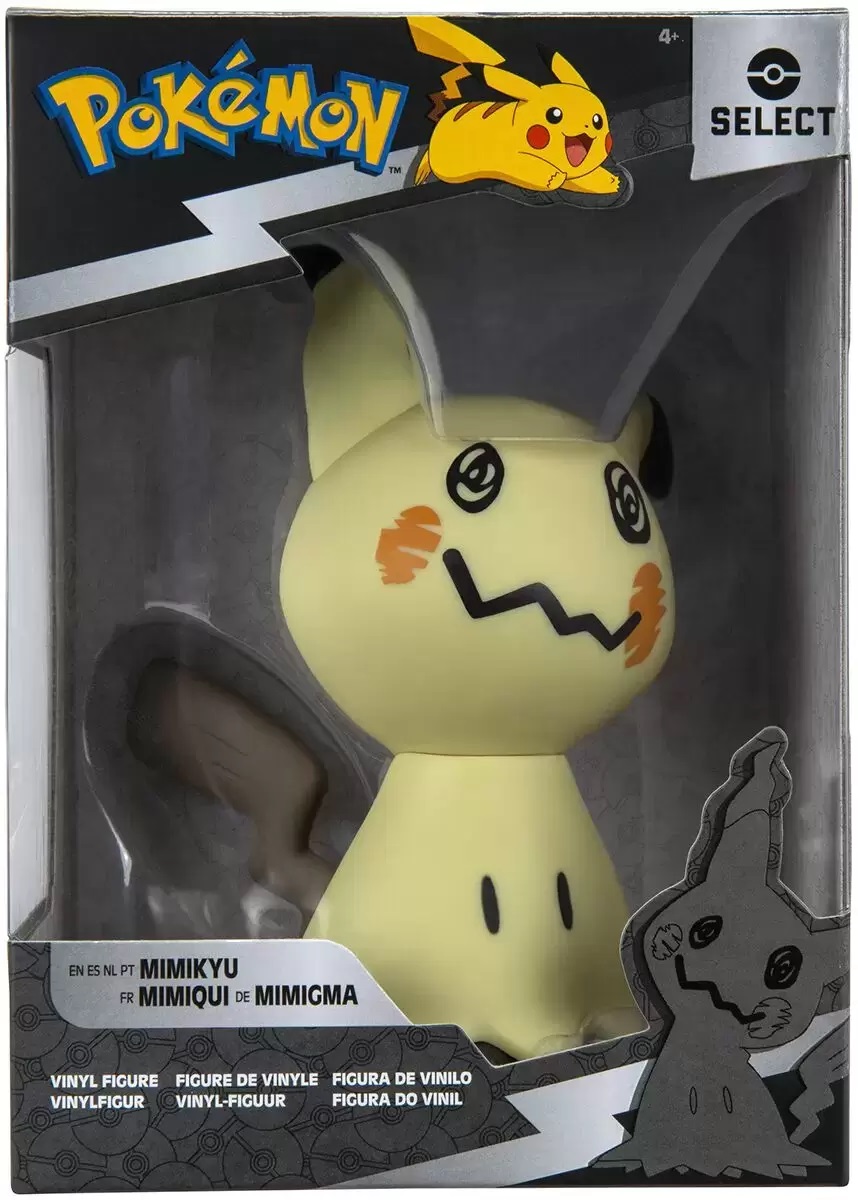 POKéMON
TM
4+
SELECT
EN ES NL PT MIMIKYU
FR MIMIQUI DE MIMIGMA
VINYL FIGURE FIGURE DE VINYLE FIGURA DE VINILO
VINYLFIGUR VINYL-FIGUUR FIGURA DO VINIL